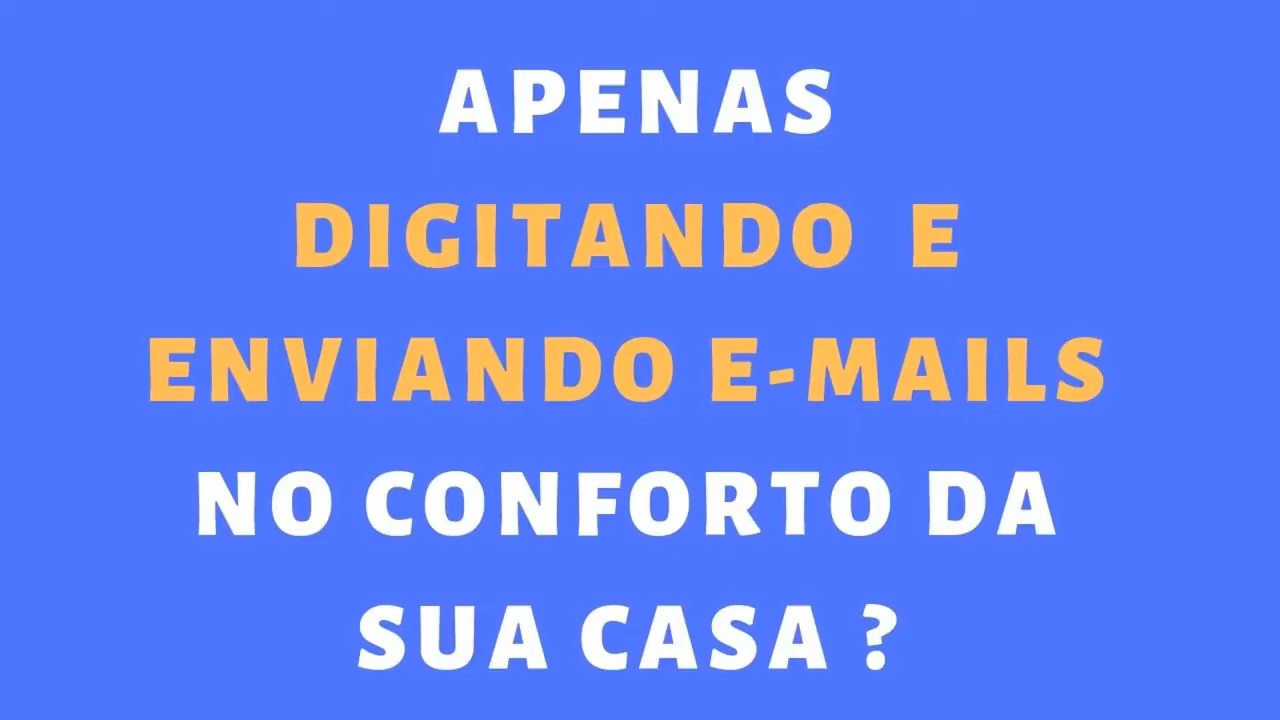 APENAS
DIGITANDO E
ENVIANDO E-MAILS
NO CONFORTO DA
SUA CASA ?